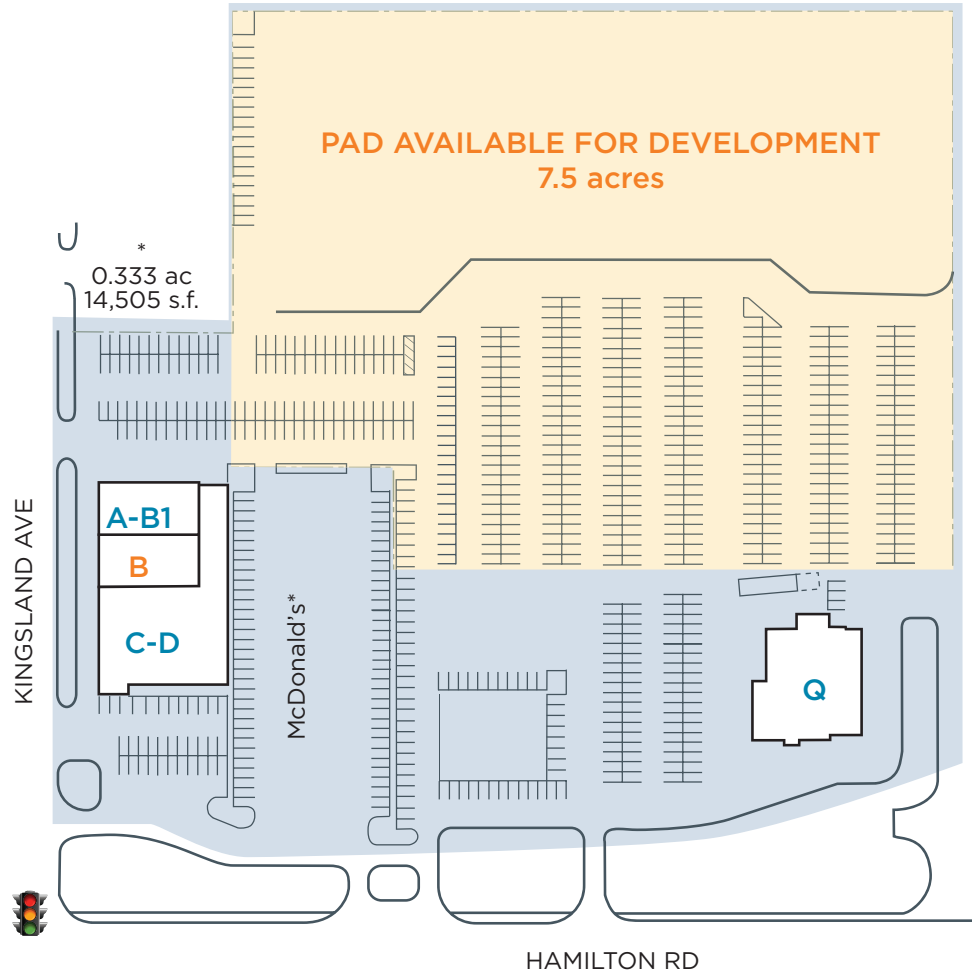 PAD AVAILABLE FOR DEVELOPMENT
7.5 acres
*
0.333 ac
14,505 s.f.
A-B1
B
C-D
KINGSLAND AVE
McDonald's*
Q
HAMILTON RD